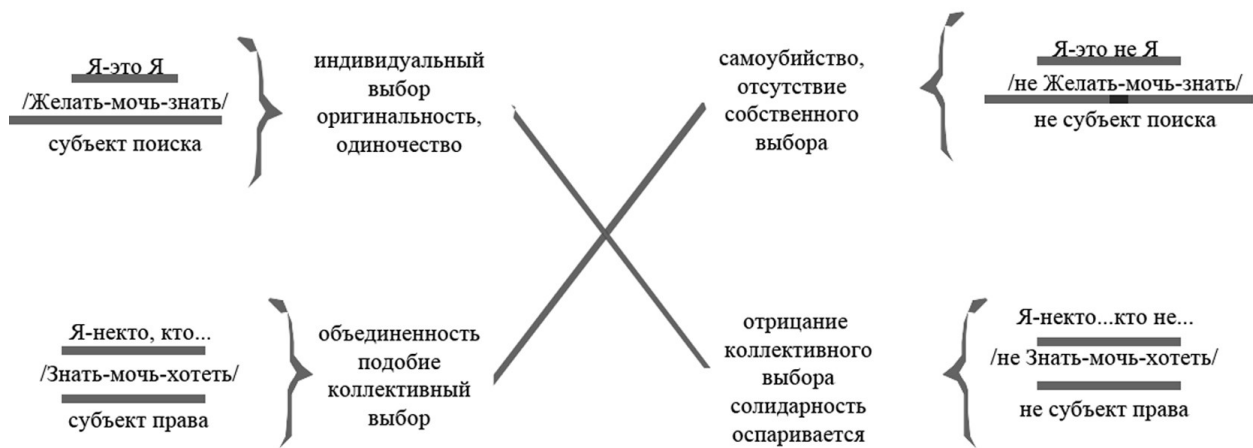 Я-это Я
/Желать-мочь-знать/
субъект поиска
индивидуальный
выбор
оригинальность,
одиночество
самоубийство,
отсутствие
собственного
выбора
Я-это не Я
/не Желать-мочь-знать/
не субъект поиска
Я-некто, кто...
/Знать-мочь-хотеть/
субъект права
объединенность
подобие
коллективный
выбор
отрицание
коллективного
выбора
солидарность
оспаривается
Я-некто...кто не...
/не Знать-мочь-хотеть/
не субъект права